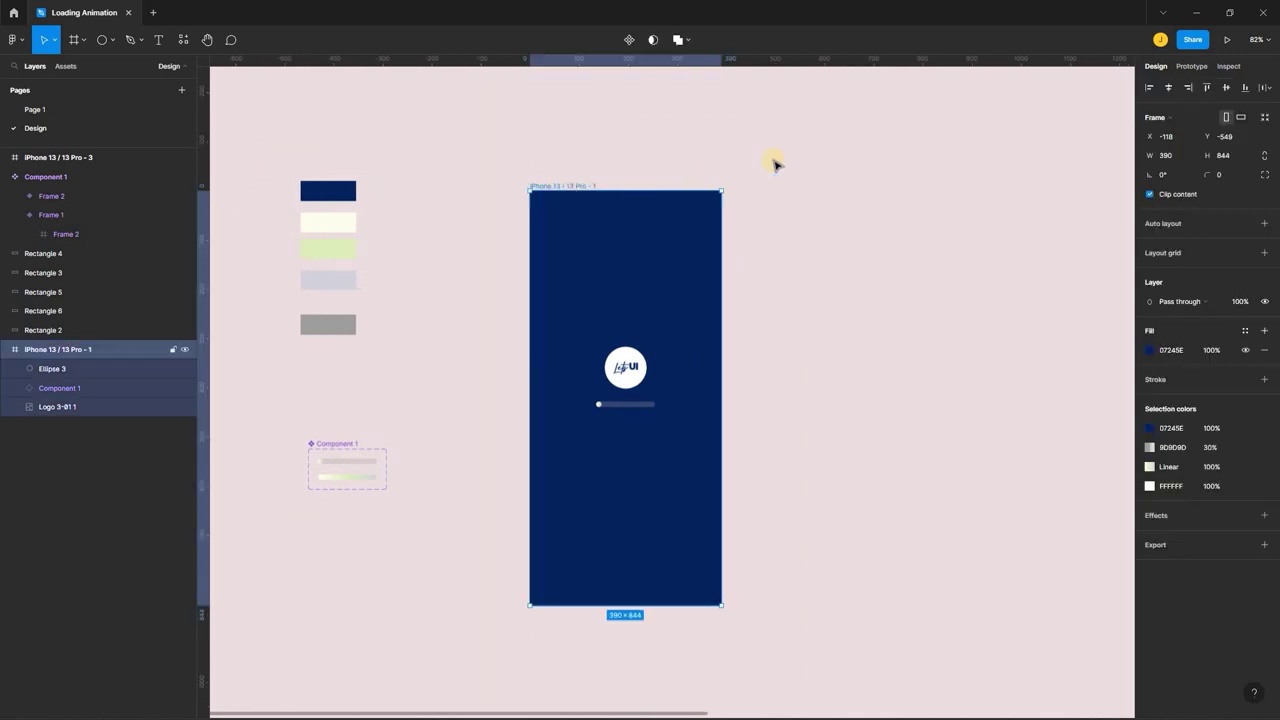 Loading Animation
J
Share
82%
Layers
Assets
Design
Design
Prototype
Inspect
Pages
Page 1
Design
iPhone 13 / 13 Pro - 3
Component 1
Frame 2
Frame 1
Frame 2
Rectangle 4
Rectangle 3
Rectangle 5
Rectangle 6
Rectangle 2
iPhone 13 / 13 Pro - 1
Ellipse 3
Component 1
Logo 3-01 1
iPhone 13 / 13 Pro - 1
Lets UI
Component 1
390 × 844
Frame
X -118 Y -549
W 390 H 844
0° 0
Clip content
Auto layout
Layout grid
Layer
Pass through 100%
Fill
07245E 100%
Stroke
Selection colors
07245E 100%
9D9D9D 30%
Linear 100%
FFFFFF 100%
Effects
Export
?